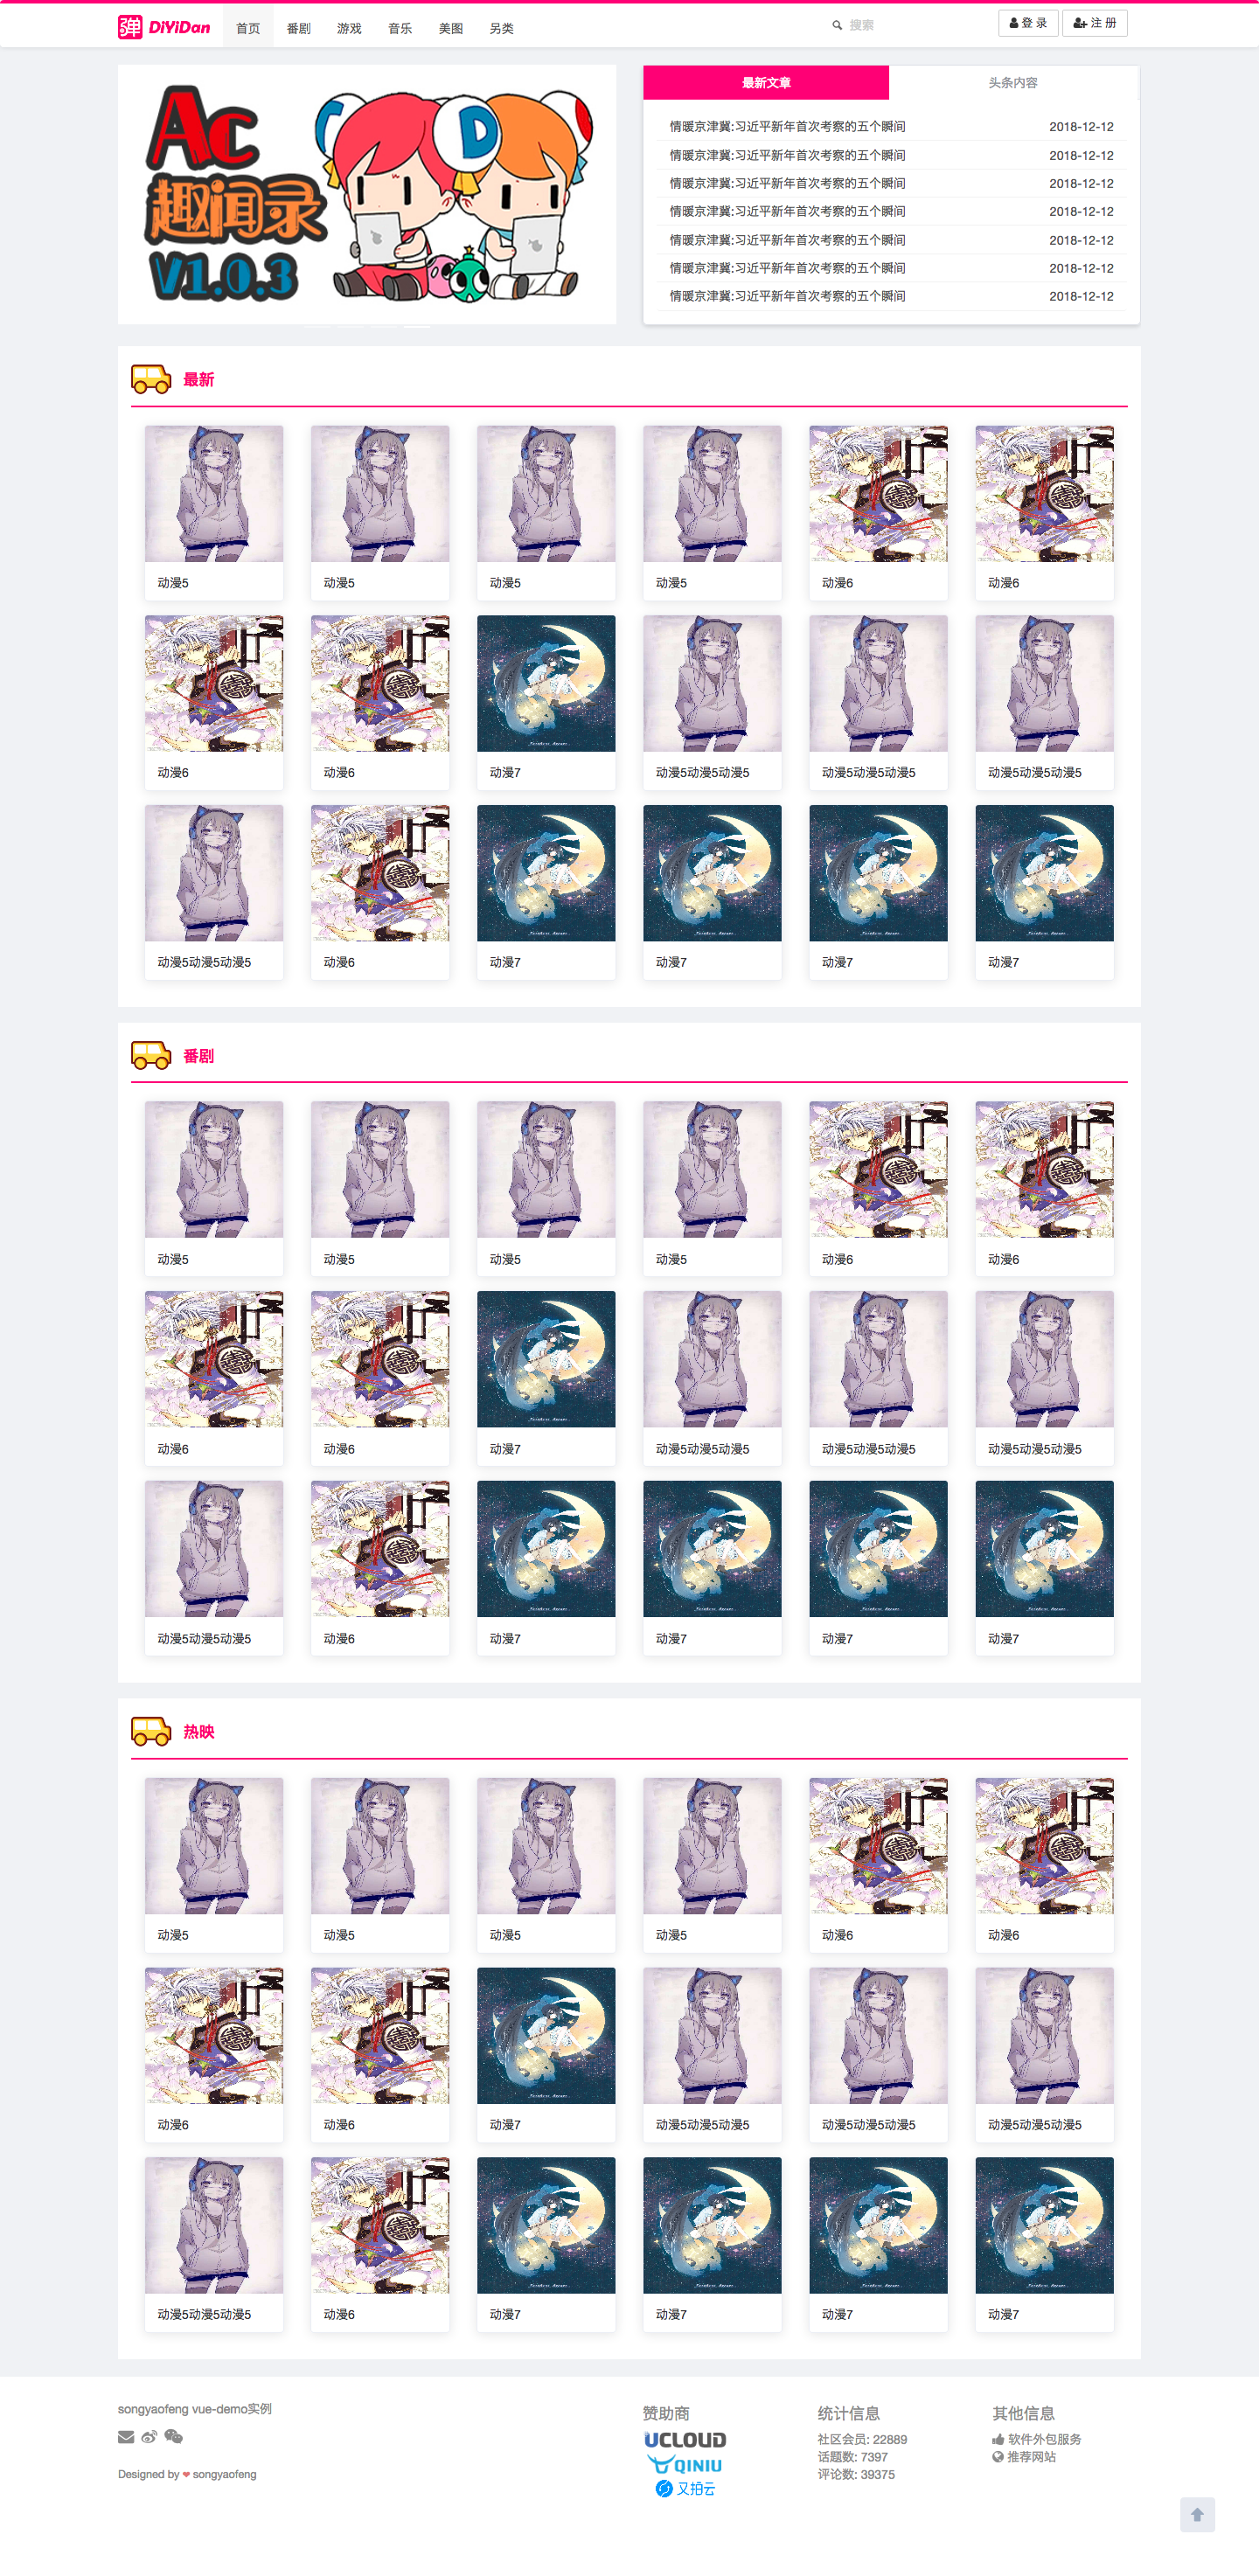 弹 DiYiDan 首页 番剧 游戏 音乐 美图 另类 搜索 登 录 注 册
Ac
趣闻录
V1.0.3
C D
最新文章 头条内容
情暖京津冀:习近平新年首次考察的五个瞬间 2018-12-12
情暖京津冀:习近平新年首次考察的五个瞬间 2018-12-12
情暖京津冀:习近平新年首次考察的五个瞬间 2018-12-12
情暖京津冀:习近平新年首次考察的五个瞬间 2018-12-12
情暖京津冀:习近平新年首次考察的五个瞬间 2018-12-12
情暖京津冀:习近平新年首次考察的五个瞬间 2018-12-12
情暖京津冀:习近平新年首次考察的五个瞬间 2018-12-12
最新
动漫5 动漫5 动漫5 动漫5 动漫6 动漫6
动漫6 动漫6 动漫7 动漫5动漫5动漫5 动漫5动漫5动漫5 动漫5动漫5动漫5
动漫5动漫5动漫5 动漫6 动漫7 动漫7 动漫7 动漫7
番剧
动漫5 动漫5 动漫5 动漫5 动漫6 动漫6
动漫6 动漫6 动漫7 动漫5动漫5动漫5 动漫5动漫5动漫5 动漫5动漫5动漫5
动漫5动漫5动漫5 动漫6 动漫7 动漫7 动漫7 动漫7
热映
动漫5 动漫5 动漫5 动漫5 动漫6 动漫6
动漫6 动漫6 动漫7 动漫5动漫5动漫5 动漫5动漫5动漫5 动漫5动漫5动漫5
动漫5动漫5动漫5 动漫6 动漫7 动漫7 动漫7 动漫7
songyaofeng vue-demo实例
Designed by ❤ songyaofeng
赞助商
UCLOUD
QINIU
又拍云
统计信息
社区会员: 22889
话题数: 7397
评论数: 39375
其他信息
软件外包服务
推荐网站